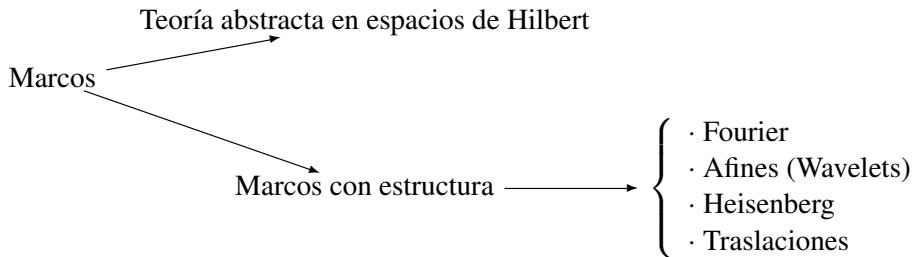 Teoría abstracta en espacios de Hilbert
Marcos
Marcos con estructura
· Fourier
· Afines (Wavelets)
· Heisenberg
· Traslaciones